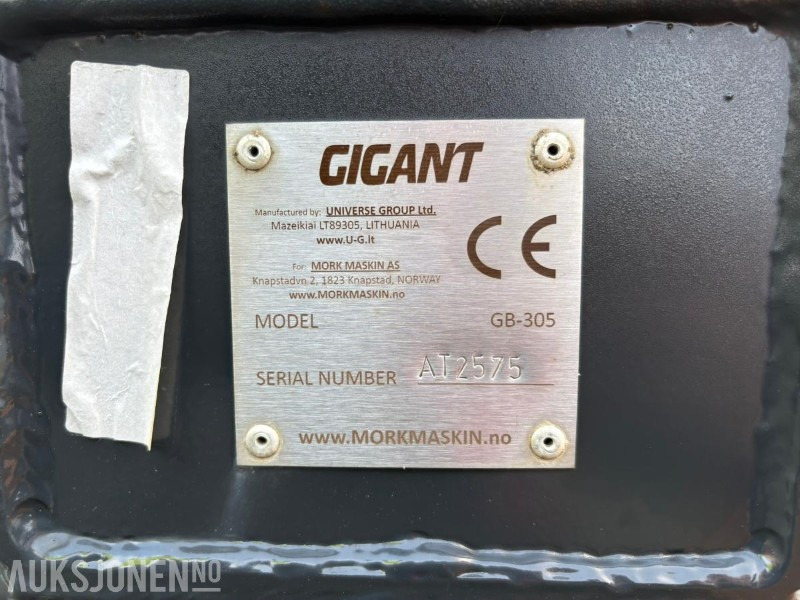 GIGANT
Manufactured by: UNIVERSE GROUP Ltd.
Mazeikiai LT89305, LITHUANIA
www.U-G.lt
CE
For: MORK MASKIN AS
Knapstadvn 2, 1823 Knapstad, NORWAY
www.MORKMASKIN.no
MODEL GB-305
SERIAL NUMBER AT2575
www.MORKMASKIN.no
AUKSJONEN.NO